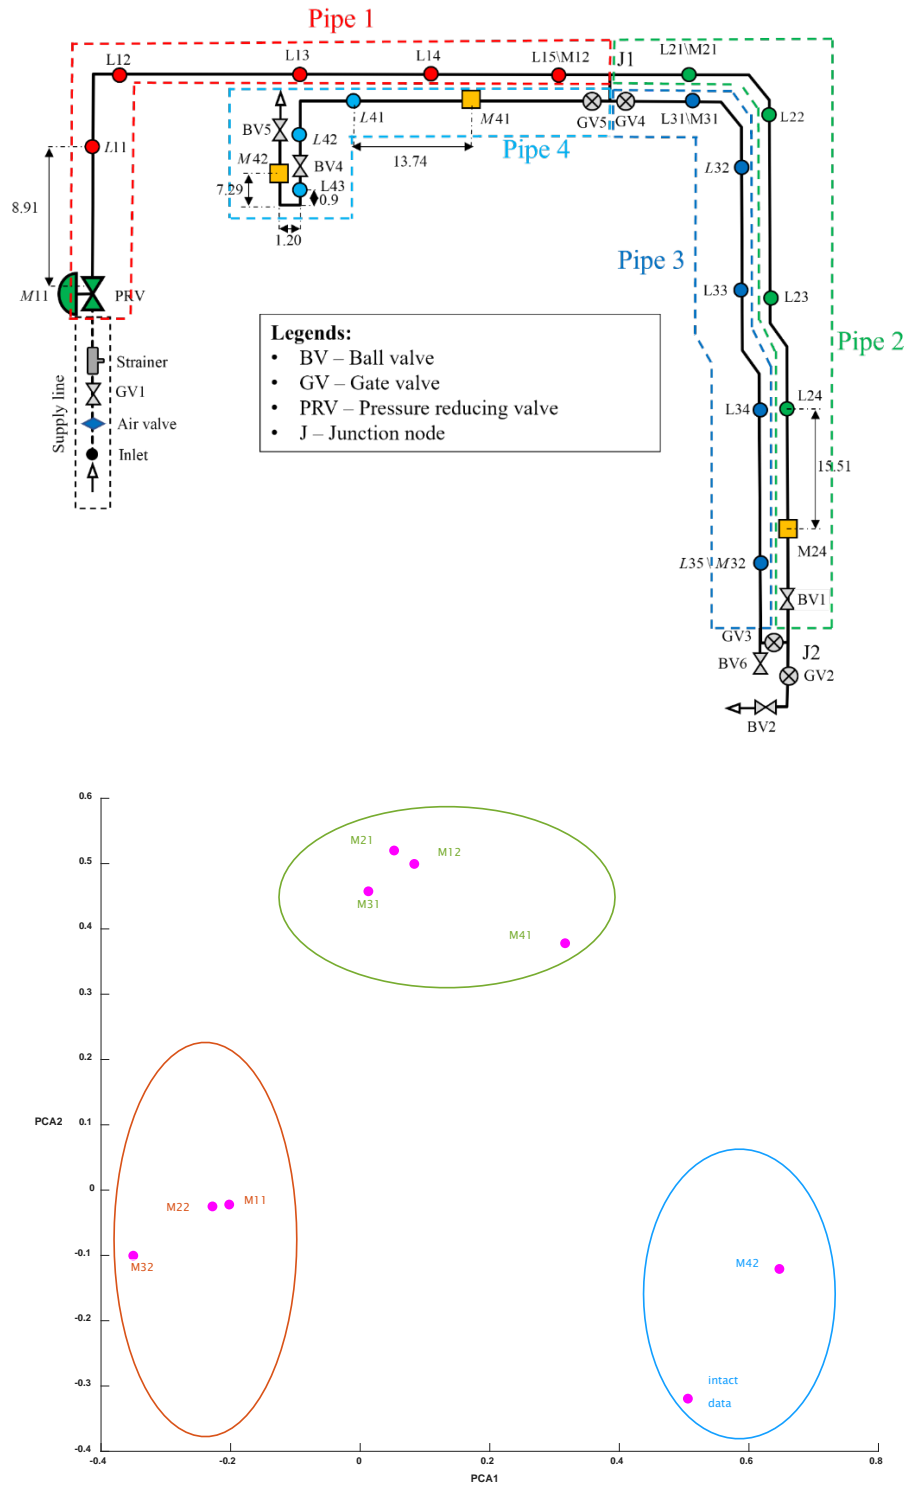 Pipe 1
L12
L13
L14
L15\M12
J1
L21\M21
L11
BV5
L42
L41
M41
GV5
GV4
L31\M31
L22
M42
BV4
Pipe 4
13.74
L32
7.29
L43
0.9
8.91
1.20
Pipe 3
M11
PRV
L33
L23
Pipe 2
Legends:
• BV – Ball valve
• GV – Gate valve
• PRV – Pressure reducing valve
• J – Junction node
Supply line
Strainer
GV1
Air valve
Inlet
L34
L24
15.51
M24
L35\M32
BV1
GV3
J2
BV6
GV2
BV2
0.6
0.5
0.4
0.3
0.2
0.1
0
-0.1
-0.2
-0.3
-0.4
PCA2
M21
M12
M31
M41
M22
M11
M32
M42
intact
data
-0.4
-0.2
0
0.2
0.4
0.6
0.8
PCA1